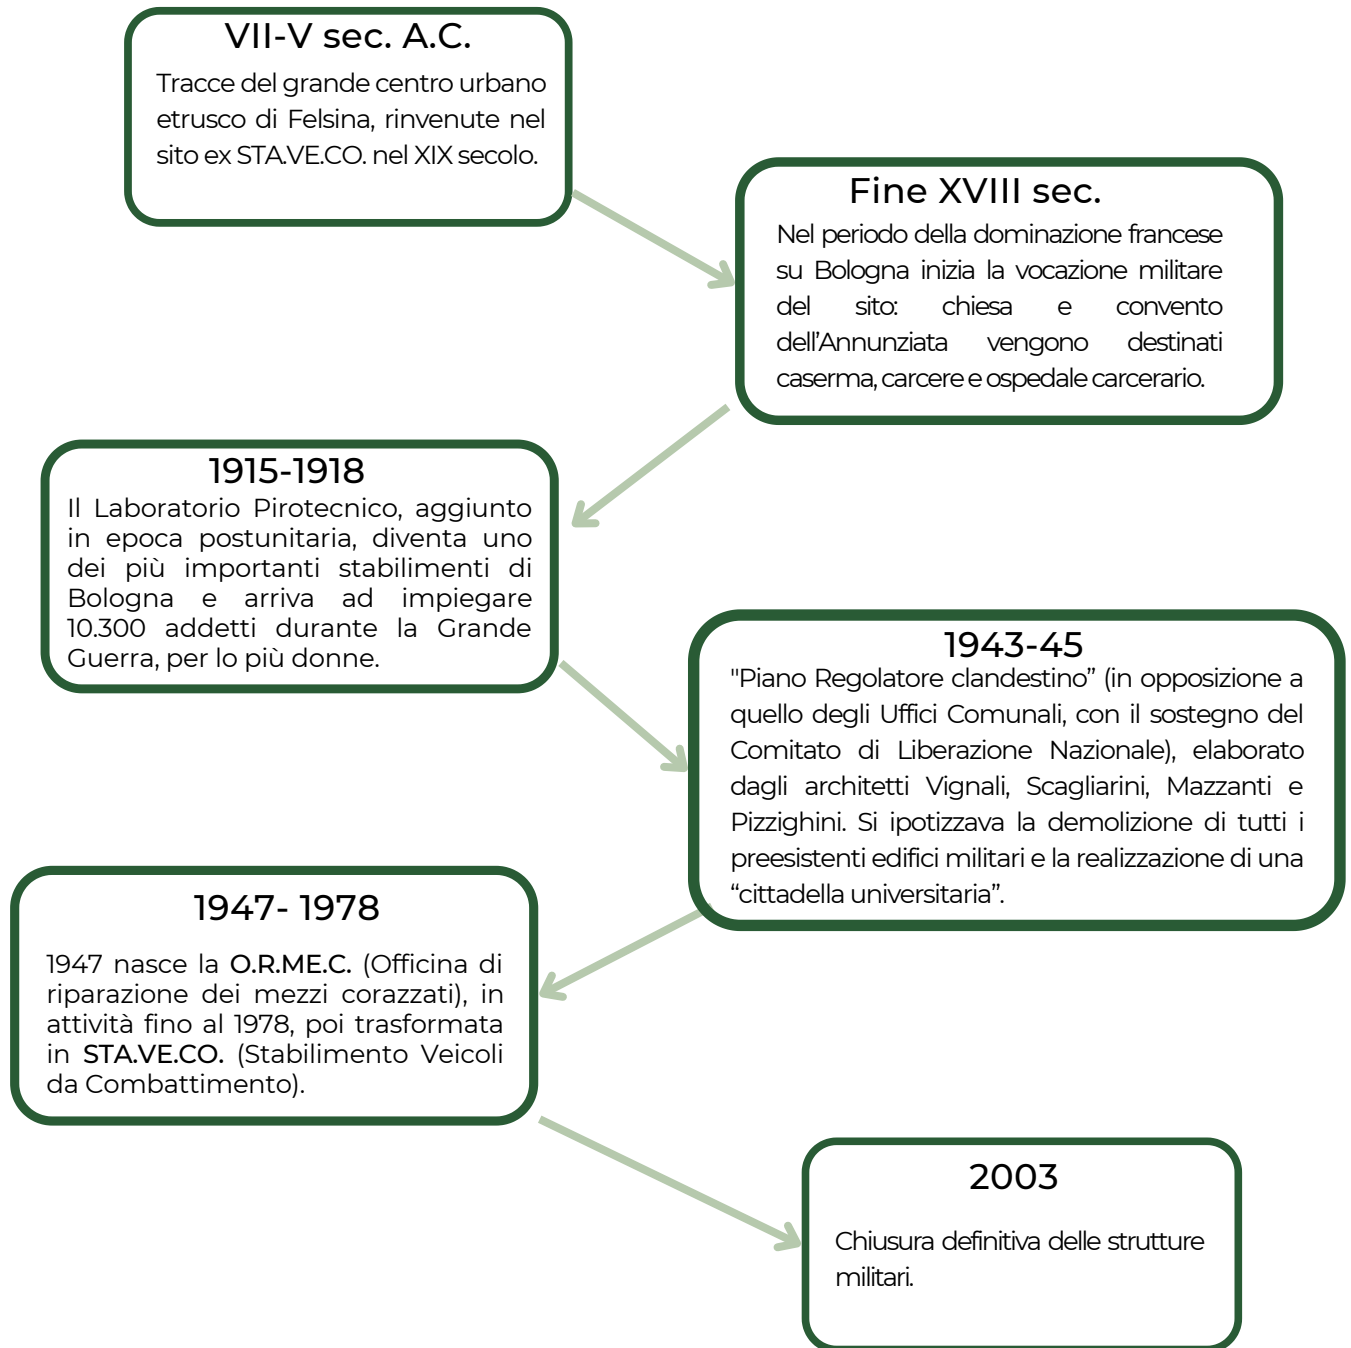 VII-V sec. A.C.
Tracce del grande centro urbano
etrusco di Felsina, rinvenute nel
sito ex STA.VE.CO. nel XIX secolo.
Fine XVIII sec.
Nel periodo della dominazione francese
su Bologna inizia la vocazione militare
del sito: chiesa e convento
dell’Annunziata vengono destinati
caserma, carcere e ospedale carcerario.
1915-1918
Il Laboratorio Pirotecnico, aggiunto
in epoca postunitaria, diventa uno
dei più importanti stabilimenti di
Bologna e arriva ad impiegare
10.300 addetti durante la Grande
Guerra, per lo più donne.
1943-45
"Piano Regolatore clandestino” (in opposizione a
quello degli Uffici Comunali, con il sostegno del
Comitato di Liberazione Nazionale), elaborato
dagli architetti Vignali, Scagliarini, Mazzanti e
Pizzighini. Si ipotizzava la demolizione di tutti i
preesistenti edifici militari e la realizzazione di una
“cittadella universitaria”.
1947- 1978
1947 nasce la O.R.ME.C. (Officina di
riparazione dei mezzi corazzati), in
attività fino al 1978, poi trasformata
in STA.VE.CO. (Stabilimento Veicoli
da Combattimento).
2003
Chiusura definitiva delle strutture
militari.